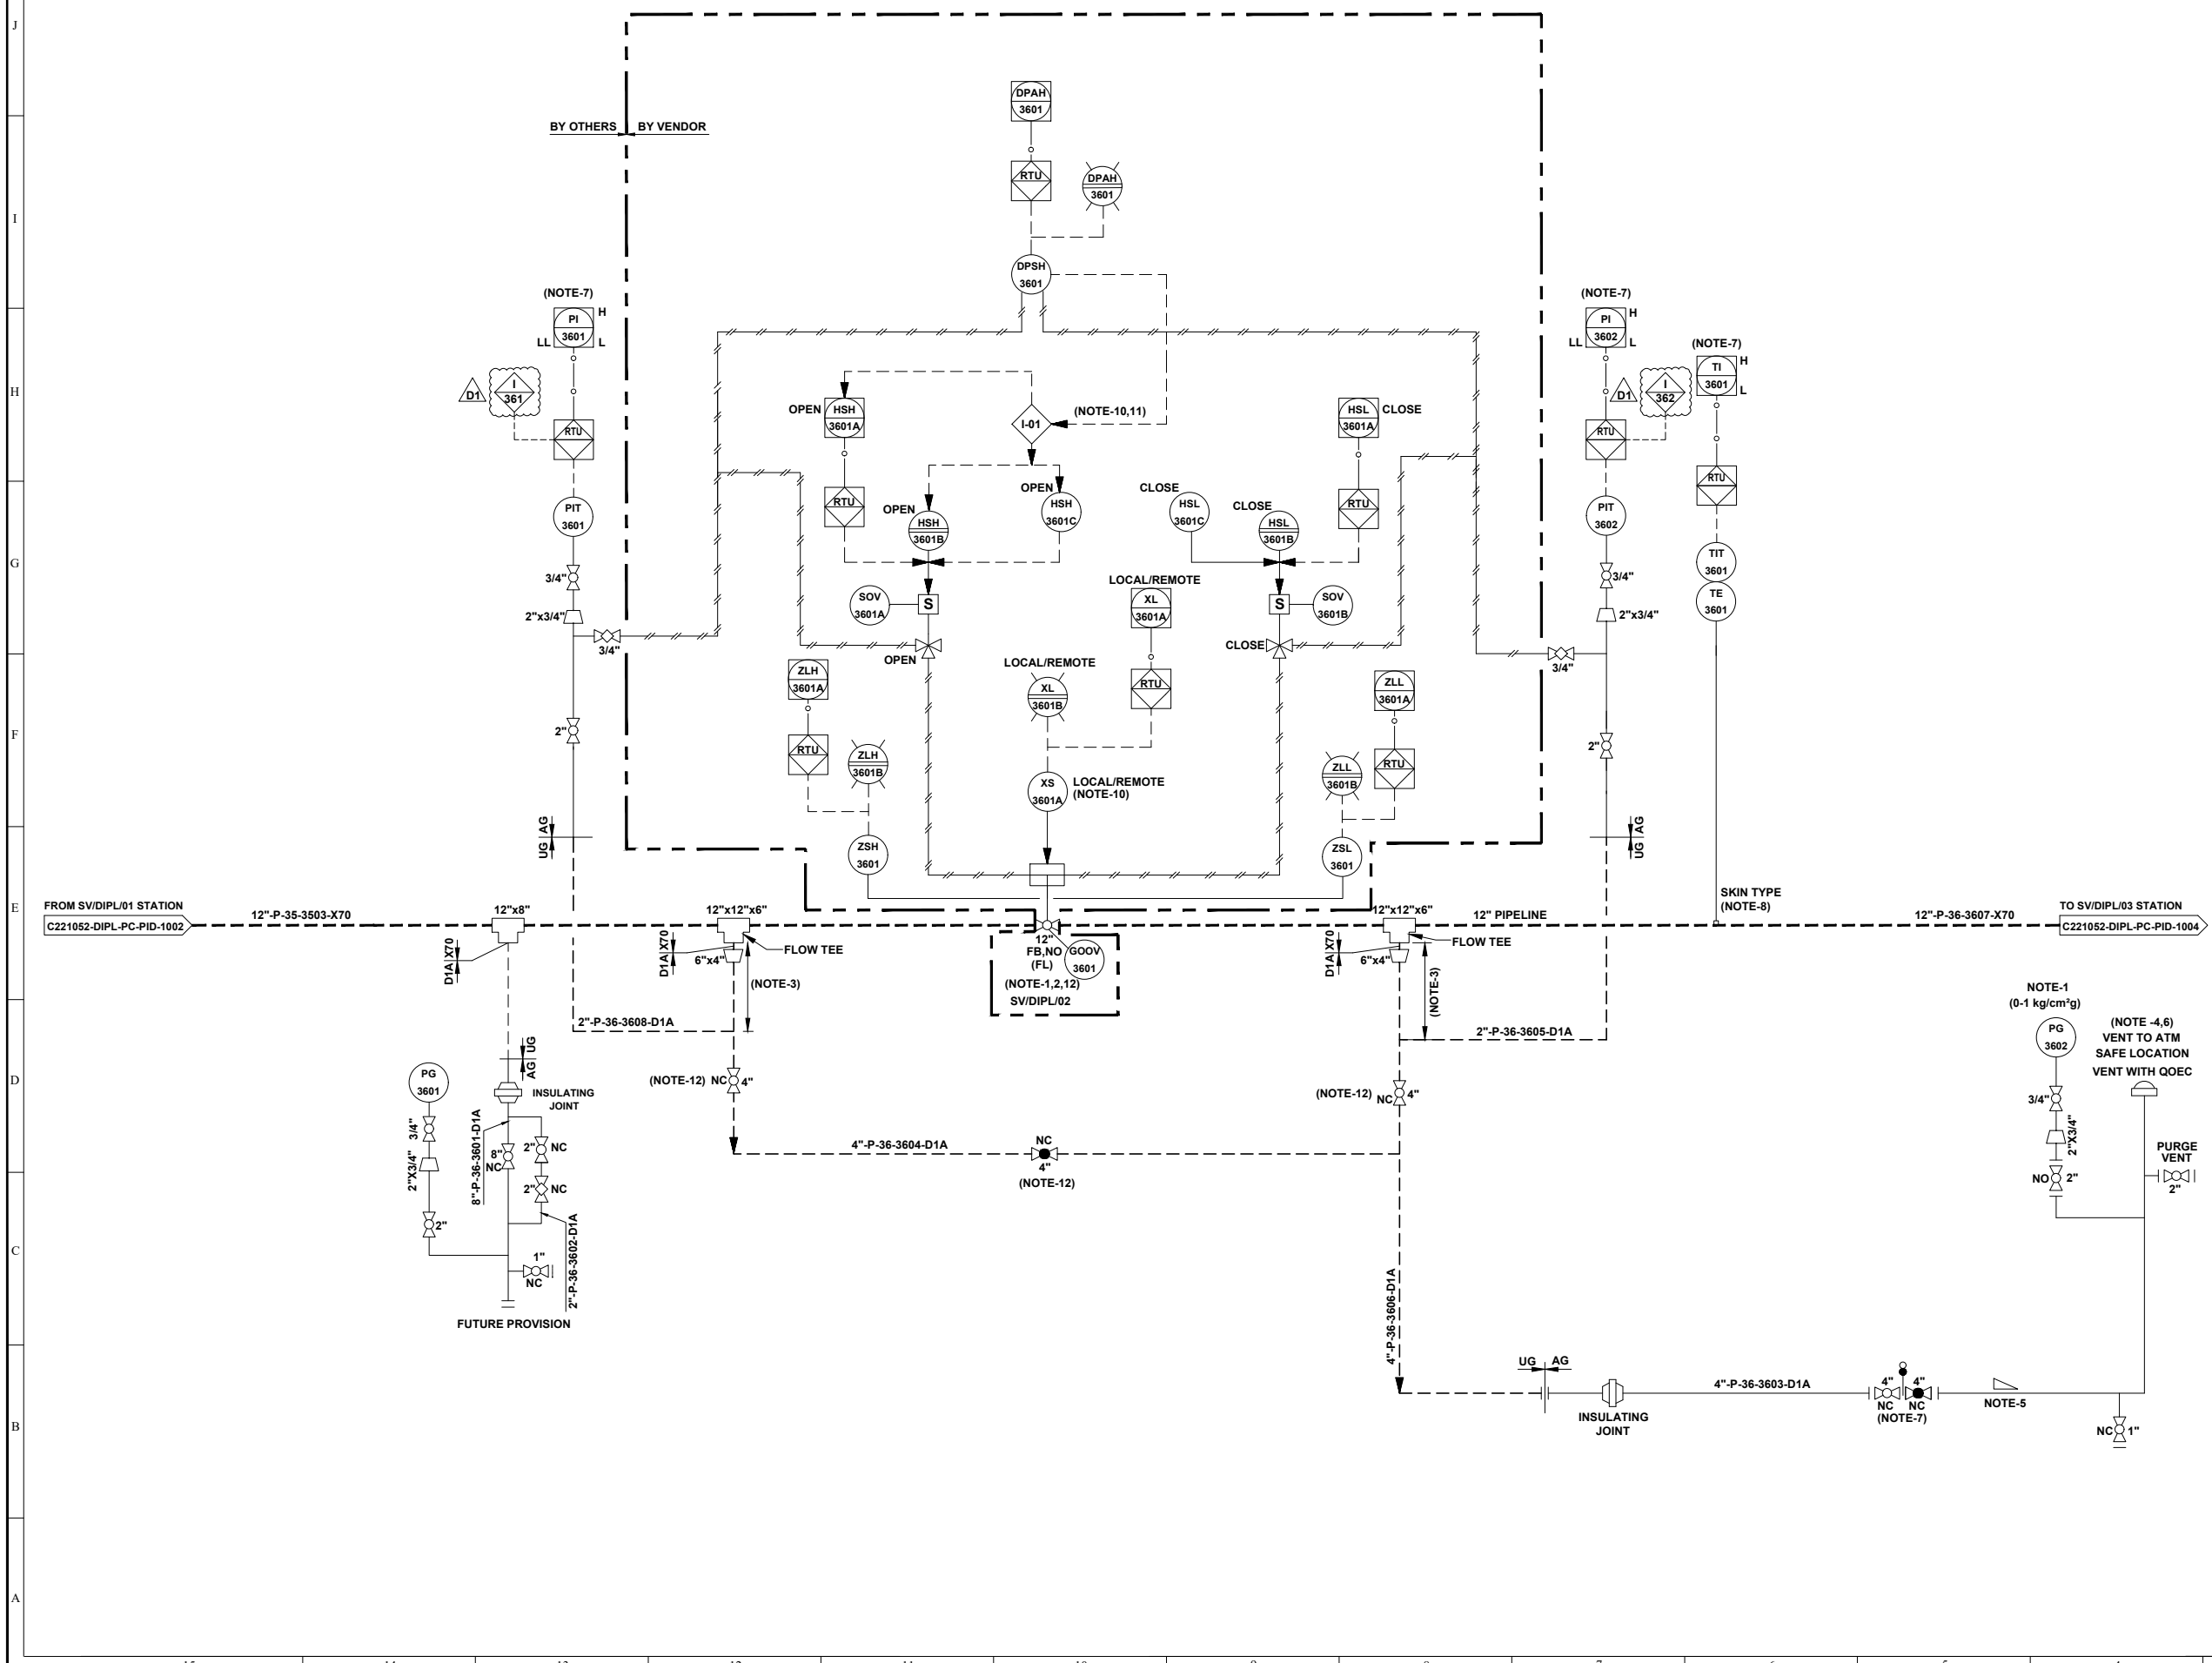 J
I
H
G
F
E
D
C
B
A
BY OTHERS
BY VENDOR
DPAH
3601
RTU
DPAH
3601
DPSH
3601
(NOTE-7)
PI
3601
H
LL
L
D1
I
361
RTU
PIT
3601
3/4"
2"x3/4"
3/4"
2"
UG
AG
OPEN
HSH
3601A
RTU
I-01
(NOTE-10,11)
OPEN
HSH
3601B
OPEN
HSH
3601C
HSL
3601A
CLOSE
RTU
CLOSE
HSL
3601C
CLOSE
HSL
3601B
SOV
3601A
S
OPEN
S
SOV
3601B
CLOSE
LOCAL/REMOTE
XL
3601A
RTU
LOCAL/REMOTE
XL
3601B
XS
3601A
LOCAL/REMOTE
(NOTE-10)
ZLH
3601A
RTU
ZLH
3601B
ZSH
3601
ZLL
3601A
RTU
ZLL
3601B
ZSL
3601
(NOTE-7)
PI
3602
H
LL
L
D1
I
362
RTU
PIT
3602
3/4"
2"x3/4"
3/4"
2"
UG
AG
(NOTE-7)
TI
3601
H
L
RTU
TIT
3601
TE
3601
SKIN TYPE
(NOTE-8)
FROM SV/DIPL/01 STATION
C221052-DIPL-PC-PID-1002
12"-P-35-3503-X70
12"x8"
D1A
X70
12"x12"x6"
FLOW TEE
D1A
X70
6"x4"
(NOTE-3)
12"
FB,NO
(FL)
GOOV
3601
(NOTE-1,2,12)
SV/DIPL/02
12"x12"x6"
FLOW TEE
D1A
X70
6"x4"
(NOTE-3)
12" PIPELINE
12"-P-36-3607-X70
TO SV/DIPL/03 STATION
C221052-DIPL-PC-PID-1004
2"-P-36-3608-D1A
2"-P-36-3605-D1A
UG
AG
PG
3601
3/4"
2"X3/4"
2"
INSULATING
JOINT
8"-P-36-3601-D1A
8"
NC
2"
NC
2"
NC
2"-P-36-3602-D1A
1"
NC
FUTURE PROVISION
(NOTE-12)
NC
4"
4"-P-36-3604-D1A
NC
4"
(NOTE-12)
(NOTE-12)
NC
4"
4"-P-36-3606-D1A
NOTE-1
(0-1 kg/cm²g)
PG
3602
3/4"
2"X3/4"
NO
2"
(NOTE -4,6)
VENT TO ATM
SAFE LOCATION
VENT WITH QOEC
PURGE
VENT
2"
UG
AG
INSULATING
JOINT
4"-P-36-3603-D1A
4"
4"
NC
NC
(NOTE-7)
NOTE-5
NC
1"